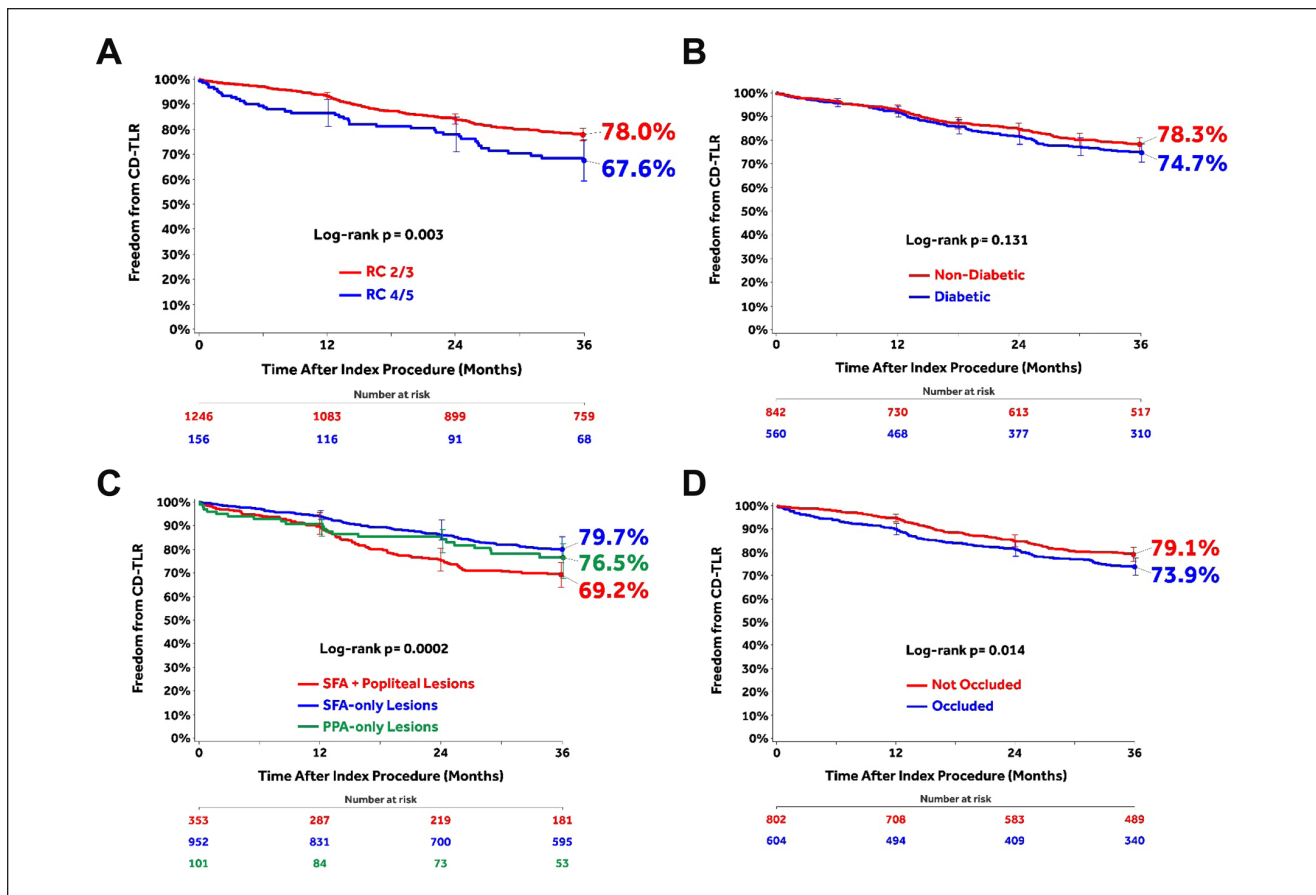 A
Freedom from CD-TLR
100%
90%
80%
70%
60%
50%
40%
30%
20%
10%
0%
78.0%
67.6%
Log-rank p = 0.003
RC 2/3
RC 4/5
0 12 24 36
Time After Index Procedure (Months)
Number at risk
1246 1083 899 759
156 116 91 68
B
Freedom from CD-TLR
100%
90%
80%
70%
60%
50%
40%
30%
20%
10%
0%
78.3%
74.7%
Log-rank p = 0.131
Non-Diabetic
Diabetic
0 12 24 36
Time After Index Procedure (Months)
Number at risk
842 730 613 517
560 468 377 310
C
Freedom from CD-TLR
100%
90%
80%
70%
60%
50%
40%
30%
20%
10%
0%
79.7%
76.5%
69.2%
Log-rank p= 0.0002
SFA + Popliteal Lesions
SFA-only Lesions
PPA-only Lesions
0 12 24 36
Time After Index Procedure (Months)
Number at risk
353 287 219 181
952 831 700 595
101 84 73 53
D
Freedom from CD-TLR
100%
90%
80%
70%
60%
50%
40%
30%
20%
10%
0%
79.1%
73.9%
Log-rank p= 0.014
Not Occluded
Occluded
0 12 24 36
Time After Index Procedure (Months)
Number at risk
802 708 583 489
604 494 409 340